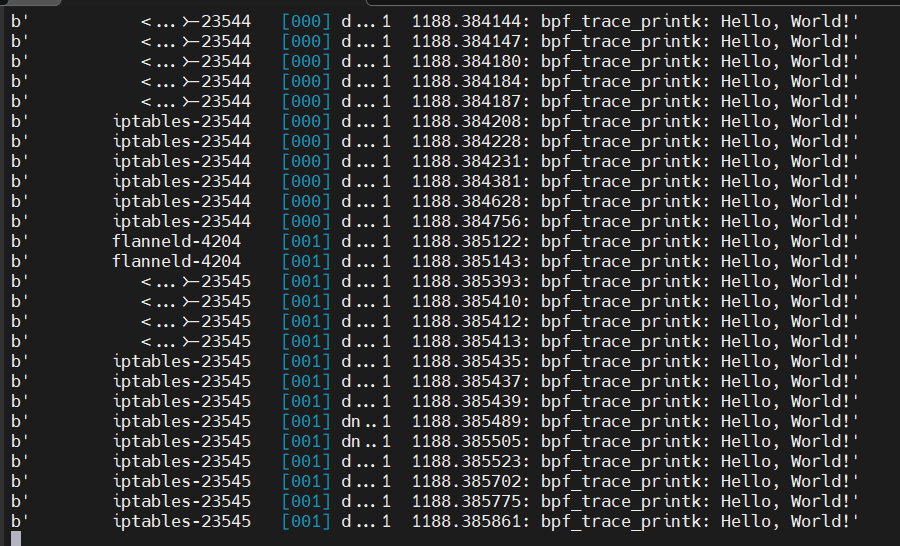 b'           <...>-23544   [000] d...1  1188.384144: bpf_trace_printk: Hello, World!'
b'           <...>-23544   [000] d...1  1188.384147: bpf_trace_printk: Hello, World!'
b'           <...>-23544   [000] d...1  1188.384180: bpf_trace_printk: Hello, World!'
b'           <...>-23544   [000] d...1  1188.384184: bpf_trace_printk: Hello, World!'
b'           <...>-23544   [000] d...1  1188.384187: bpf_trace_printk: Hello, World!'
b'        iptables-23544   [000] d...1  1188.384208: bpf_trace_printk: Hello, World!'
b'        iptables-23544   [000] d...1  1188.384228: bpf_trace_printk: Hello, World!'
b'        iptables-23544   [000] d...1  1188.384231: bpf_trace_printk: Hello, World!'
b'        iptables-23544   [000] d...1  1188.384381: bpf_trace_printk: Hello, World!'
b'        iptables-23544   [000] d...1  1188.384628: bpf_trace_printk: Hello, World!'
b'        iptables-23544   [000] d...1  1188.384756: bpf_trace_printk: Hello, World!'
b'        flanneld-4204    [001] d...1  1188.385122: bpf_trace_printk: Hello, World!'
b'        flanneld-4204    [001] d...1  1188.385143: bpf_trace_printk: Hello, World!'
b'           <...>-23545   [001] d...1  1188.385393: bpf_trace_printk: Hello, World!'
b'           <...>-23545   [001] d...1  1188.385410: bpf_trace_printk: Hello, World!'
b'           <...>-23545   [001] d...1  1188.385412: bpf_trace_printk: Hello, World!'
b'           <...>-23545   [001] d...1  1188.385413: bpf_trace_printk: Hello, World!'
b'        iptables-23545   [001] d...1  1188.385435: bpf_trace_printk: Hello, World!'
b'        iptables-23545   [001] d...1  1188.385437: bpf_trace_printk: Hello, World!'
b'        iptables-23545   [001] d...1  1188.385439: bpf_trace_printk: Hello, World!'
b'        iptables-23545   [001] dn..1  1188.385489: bpf_trace_printk: Hello, World!'
b'        iptables-23545   [001] dn..1  1188.385505: bpf_trace_printk: Hello, World!'
b'        iptables-23545   [001] d...1  1188.385523: bpf_trace_printk: Hello, World!'
b'        iptables-23545   [001] d...1  1188.385702: bpf_trace_printk: Hello, World!'
b'        iptables-23545   [001] d...1  1188.385775: bpf_trace_printk: Hello, World!'
b'        iptables-23545   [001] d...1  1188.385861: bpf_trace_printk: Hello, World!'